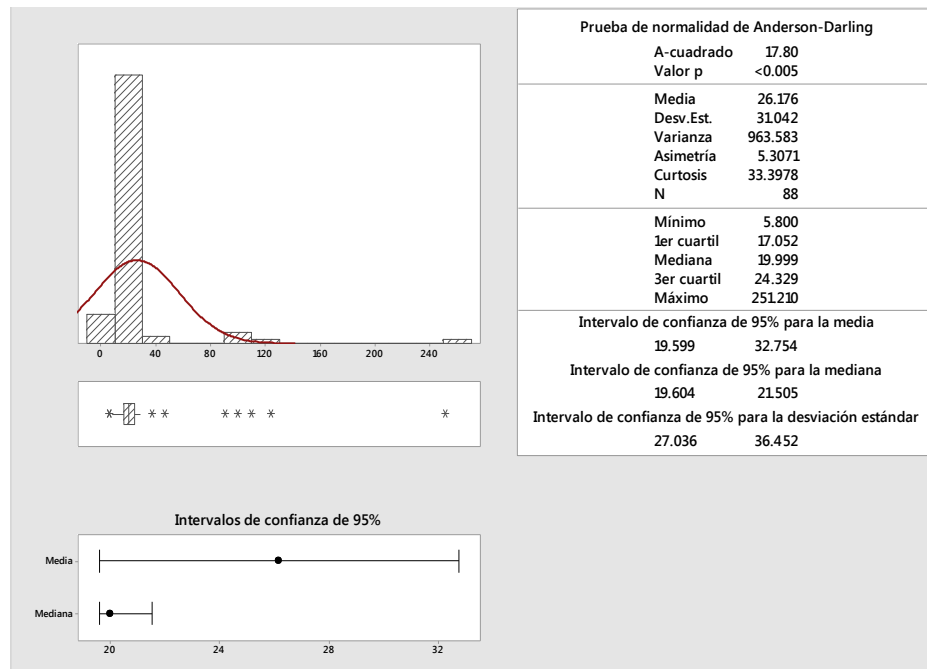 0 40 80 120 160 200 240
Intervalos de confianza de 95%
Media
Mediana
20 24 28 32
Prueba de normalidad de Anderson-Darling
A-cuadrado 17.80
Valor p <0.005
Media 26.176
Desv.Est. 31.042
Varianza 963.583
Asimetría 5.3071
Curtosis 33.3978
N 88
Mínimo 5.800
1er cuartil 17.052
Mediana 19.999
3er cuartil 24.329
Máximo 251.210
Intervalo de confianza de 95% para la media
19.599 32.754
Intervalo de confianza de 95% para la mediana
19.604 21.505
Intervalo de confianza de 95% para la desviación estándar
27.036 36.452